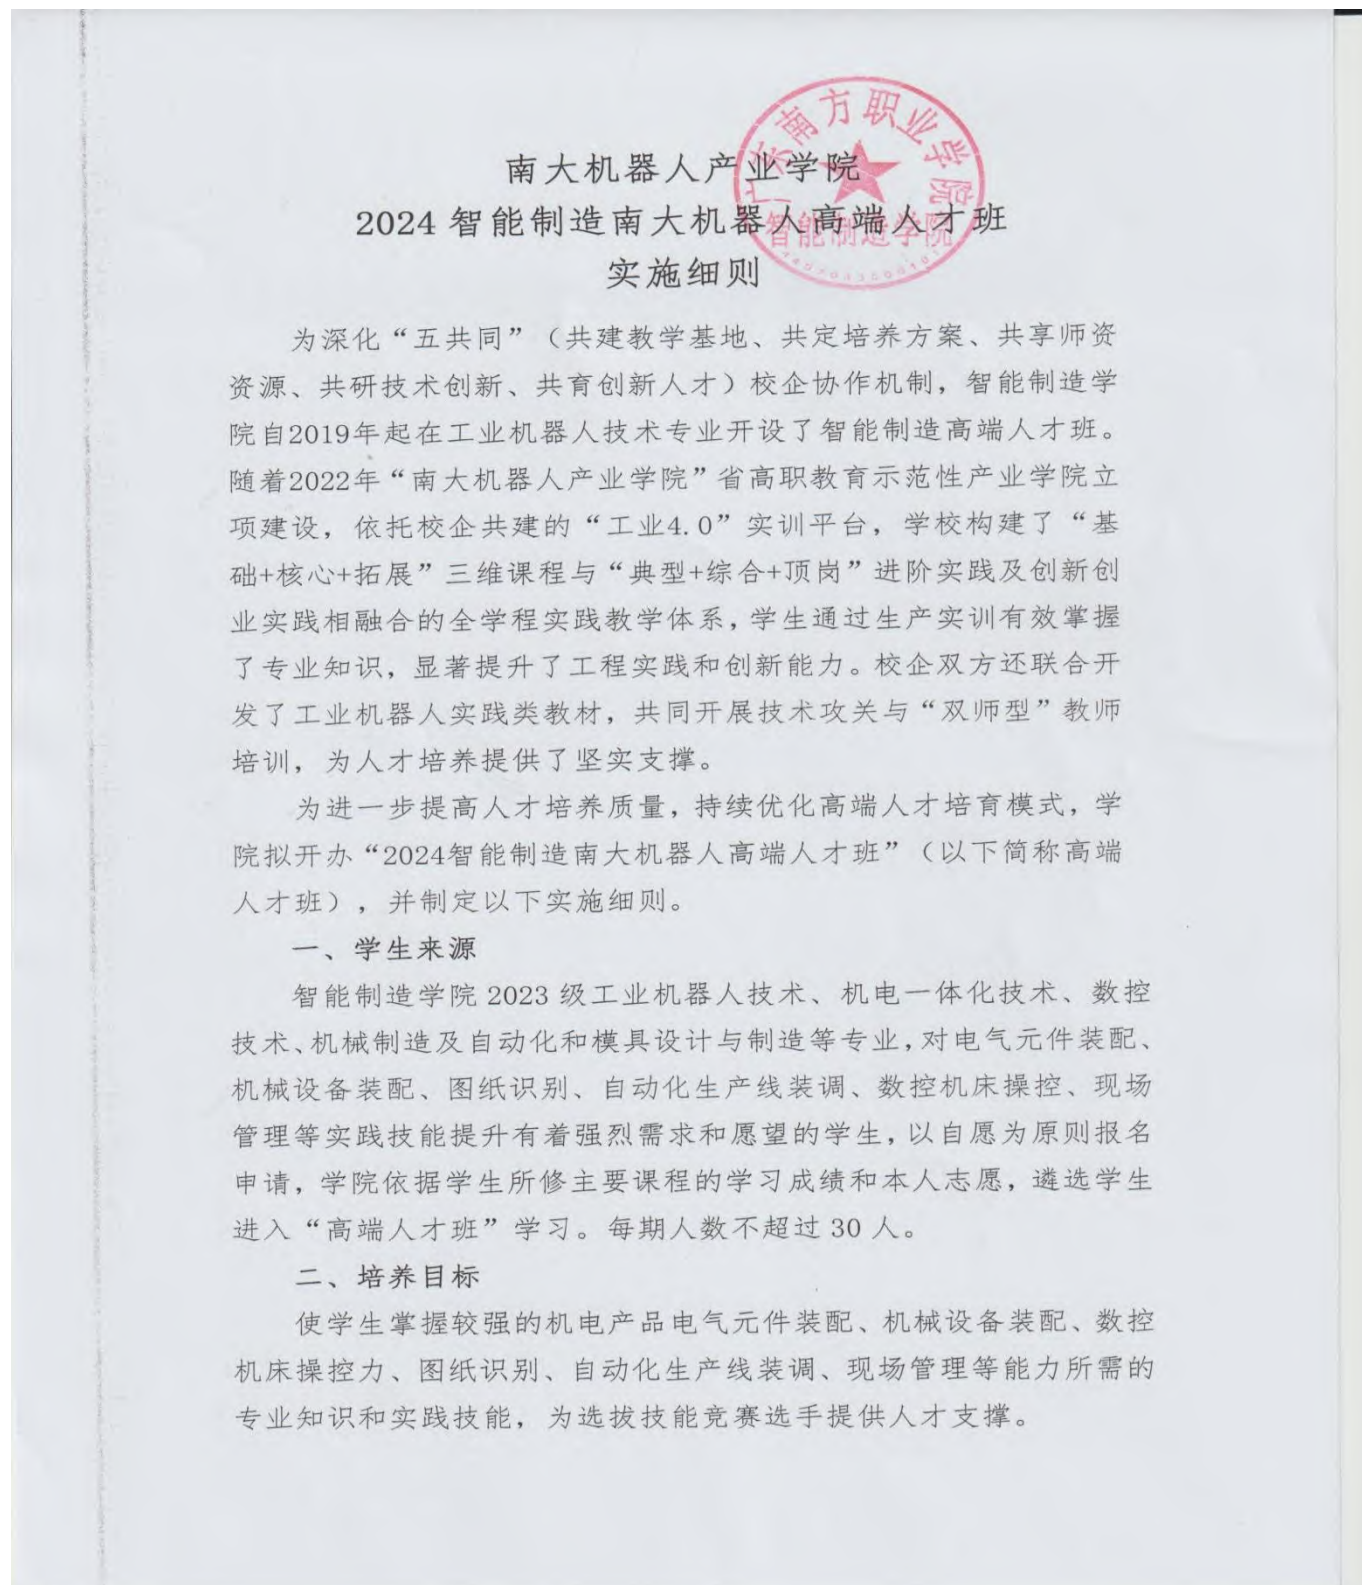 广东南方职业学院
南大机器人产业学院
2024 智能制造南大机器人高端人才班
智能制造学院
实施细则
为深化“五共同”（共建教学基地、共定培养方案、共享师资
资源、共研技术创新、共育创新人才）校企协作机制，智能制造学
院自2019年起在工业机器人技术专业开设了智能制造高端人才班。
随着2022年“南大机器人产业学院”省高职教育示范性产业学院立
项建设，依托校企共建的“工业4.0”实训平台，学校构建了“基
础+核心+拓展”三维课程与“典型+综合+顶岗”进阶实践及创新创
业实践相融合的全学程实践教学体系，学生通过生产实训有效掌握
了专业知识，显著提升了工程实践和创新能力。校企双方还联合开
发了工业机器人实践类教材，共同开展技术攻关与“双师型”教师
培训，为人才培养提供了坚实支撑。
为进一步提高人才培养质量，持续优化高端人才培育模式，学
院拟开办“2024智能制造南大机器人高端人才班”（以下简称高端
人才班），并制定以下实施细则。
一、学生来源
智能制造学院 2023 级工业机器人技术、机电一体化技术、数控
技术、机械制造及自动化和模具设计与制造等专业，对电气元件装配、
机械设备装配、图纸识别、自动化生产线装调、数控机床操控、现场
管理等实践技能提升有着强烈需求和愿望的学生，以自愿为原则报名
申请，学院依据学生所修主要课程的学习成绩和本人志愿，遴选学生
进入“高端人才班”学习。每期人数不超过 30 人。
二、培养目标
使学生掌握较强的机电产品电气元件装配、机械设备装配、数控
机床操控力、图纸识别、自动化生产线装调、现场管理等能力所需的
专业知识和实践技能，为选拔技能竞赛选手提供人才支撑。